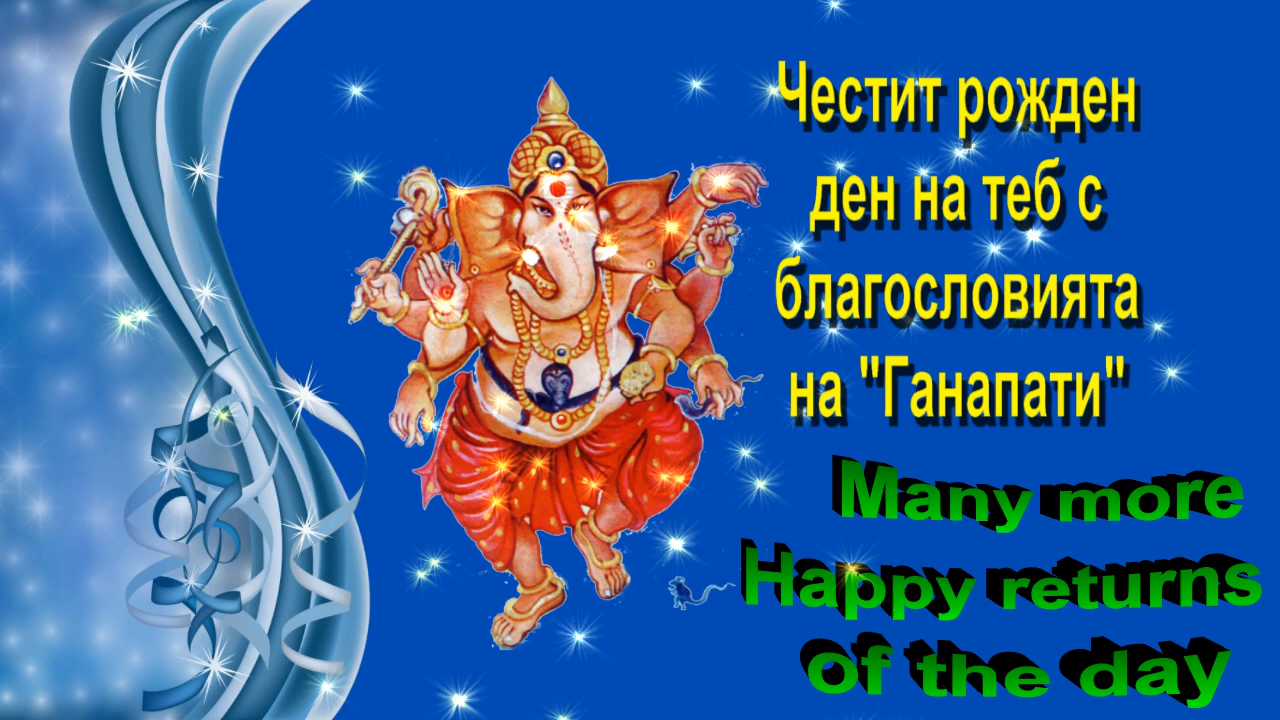 Честит рожден
ден на теб с
благословията
на "Ганапати"
Many more
Happy returns
of the day